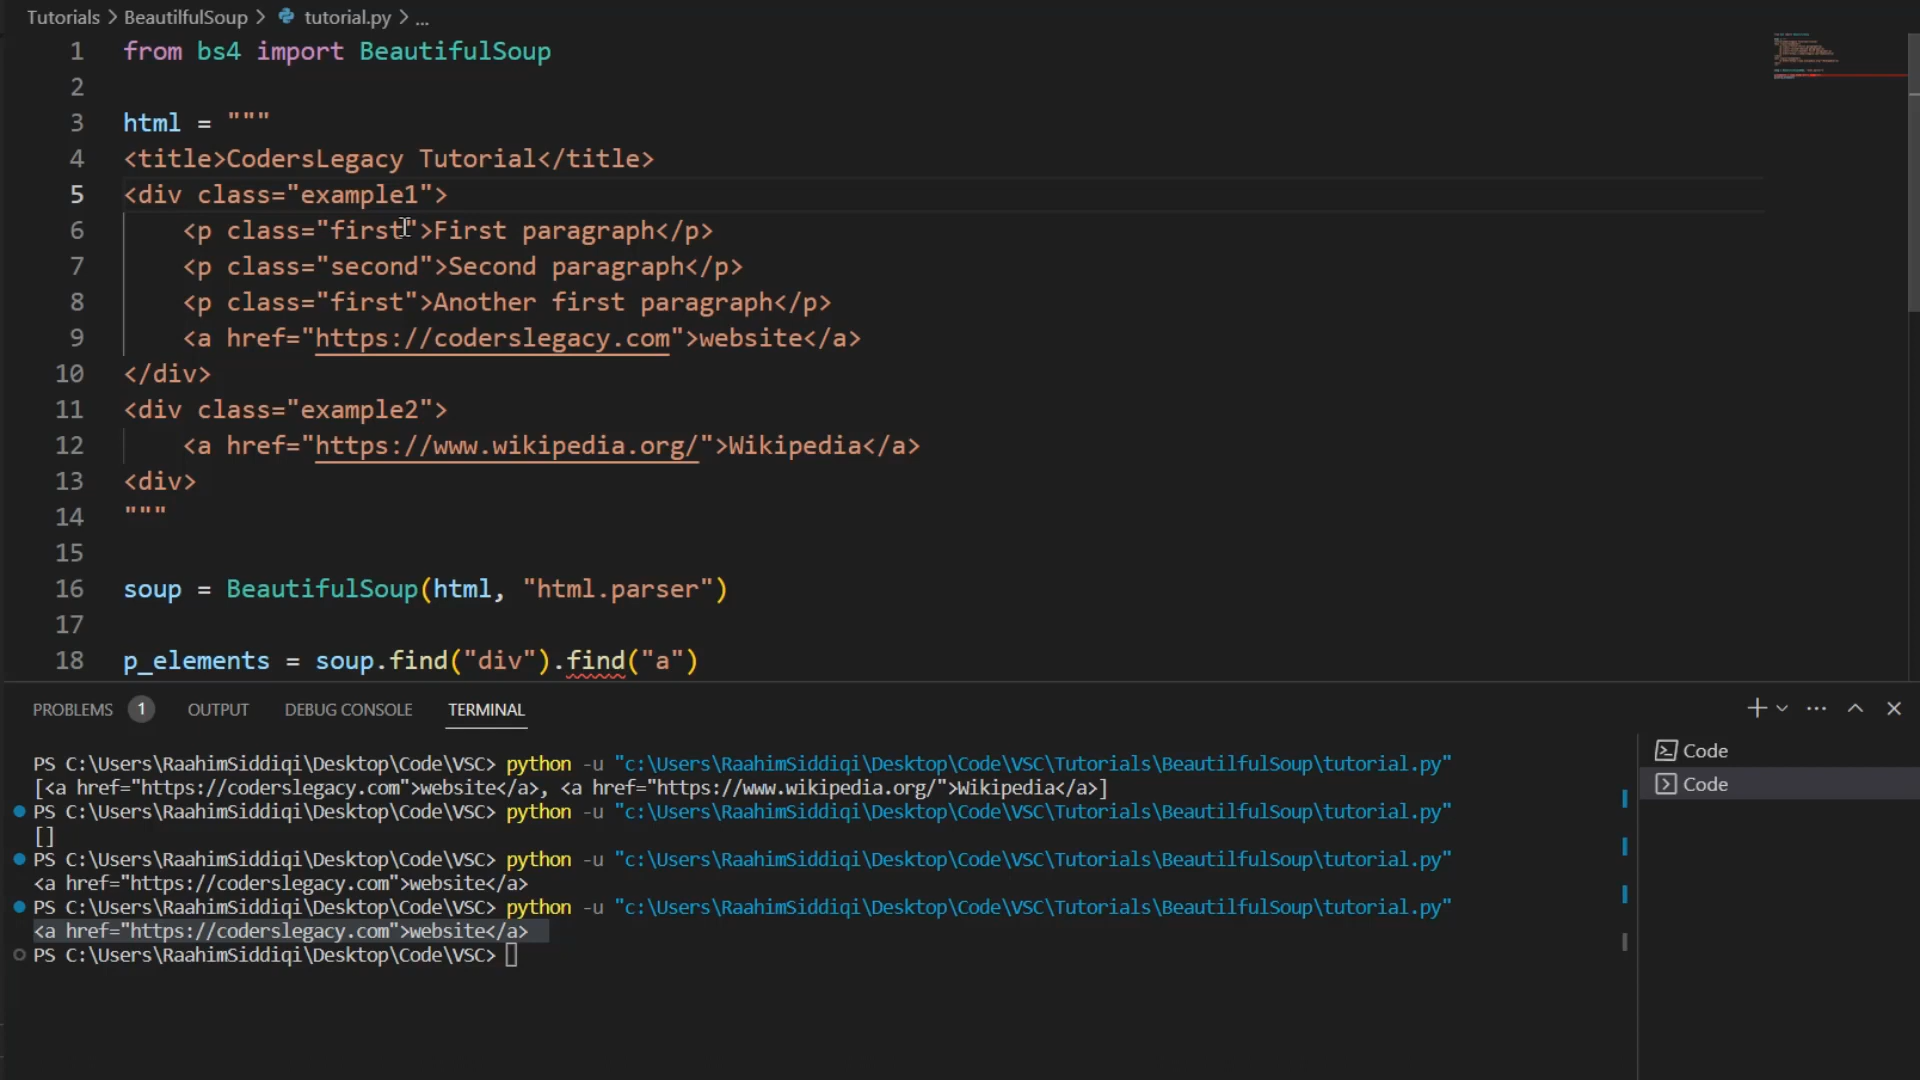 Tutorials > BeautilfulSoup > tutorial.py > ...
1 from bs4 import BeautifulSoup
2
3 html = """
4 <title>CodersLegacy Tutorial</title>
5 <div class="example1">
6 <p class="first">First paragraph</p>
7 <p class="second">Second paragraph</p>
8 <p class="first">Another first paragraph</p>
9 <a href="https://coderslegacy.com">website</a>
10 </div>
11 <div class="example2">
12 <a href="https://www.wikipedia.org/">Wikipedia</a>
13 <div>
14 """
15
16 soup = BeautifulSoup(html, "html.parser")
17
18 p_elements = soup.find("div").find("a")
PROBLEMS 1 OUTPUT DEBUG CONSOLE TERMINAL
PS C:\Users\RaahimSiddiqi\Desktop\Code\VSC> python -u "c:\Users\RaahimSiddiqi\Desktop\Code\VSC\Tutorials\BeautilfulSoup\tutorial.py"
[<a href="https://coderslegacy.com">website</a>, <a href="https://www.wikipedia.org/">Wikipedia</a>]
PS C:\Users\RaahimSiddiqi\Desktop\Code\VSC> python -u "c:\Users\RaahimSiddiqi\Desktop\Code\VSC\Tutorials\BeautilfulSoup\tutorial.py"
[]
PS C:\Users\RaahimSiddiqi\Desktop\Code\VSC> python -u "c:\Users\RaahimSiddiqi\Desktop\Code\VSC\Tutorials\BeautilfulSoup\tutorial.py"
<a href="https://coderslegacy.com">website</a>
PS C:\Users\RaahimSiddiqi\Desktop\Code\VSC> python -u "c:\Users\RaahimSiddiqi\Desktop\Code\VSC\Tutorials\BeautilfulSoup\tutorial.py"
<a href="https://coderslegacy.com">website</a>
PS C:\Users\RaahimSiddiqi\Desktop\Code\VSC>
Code
Code